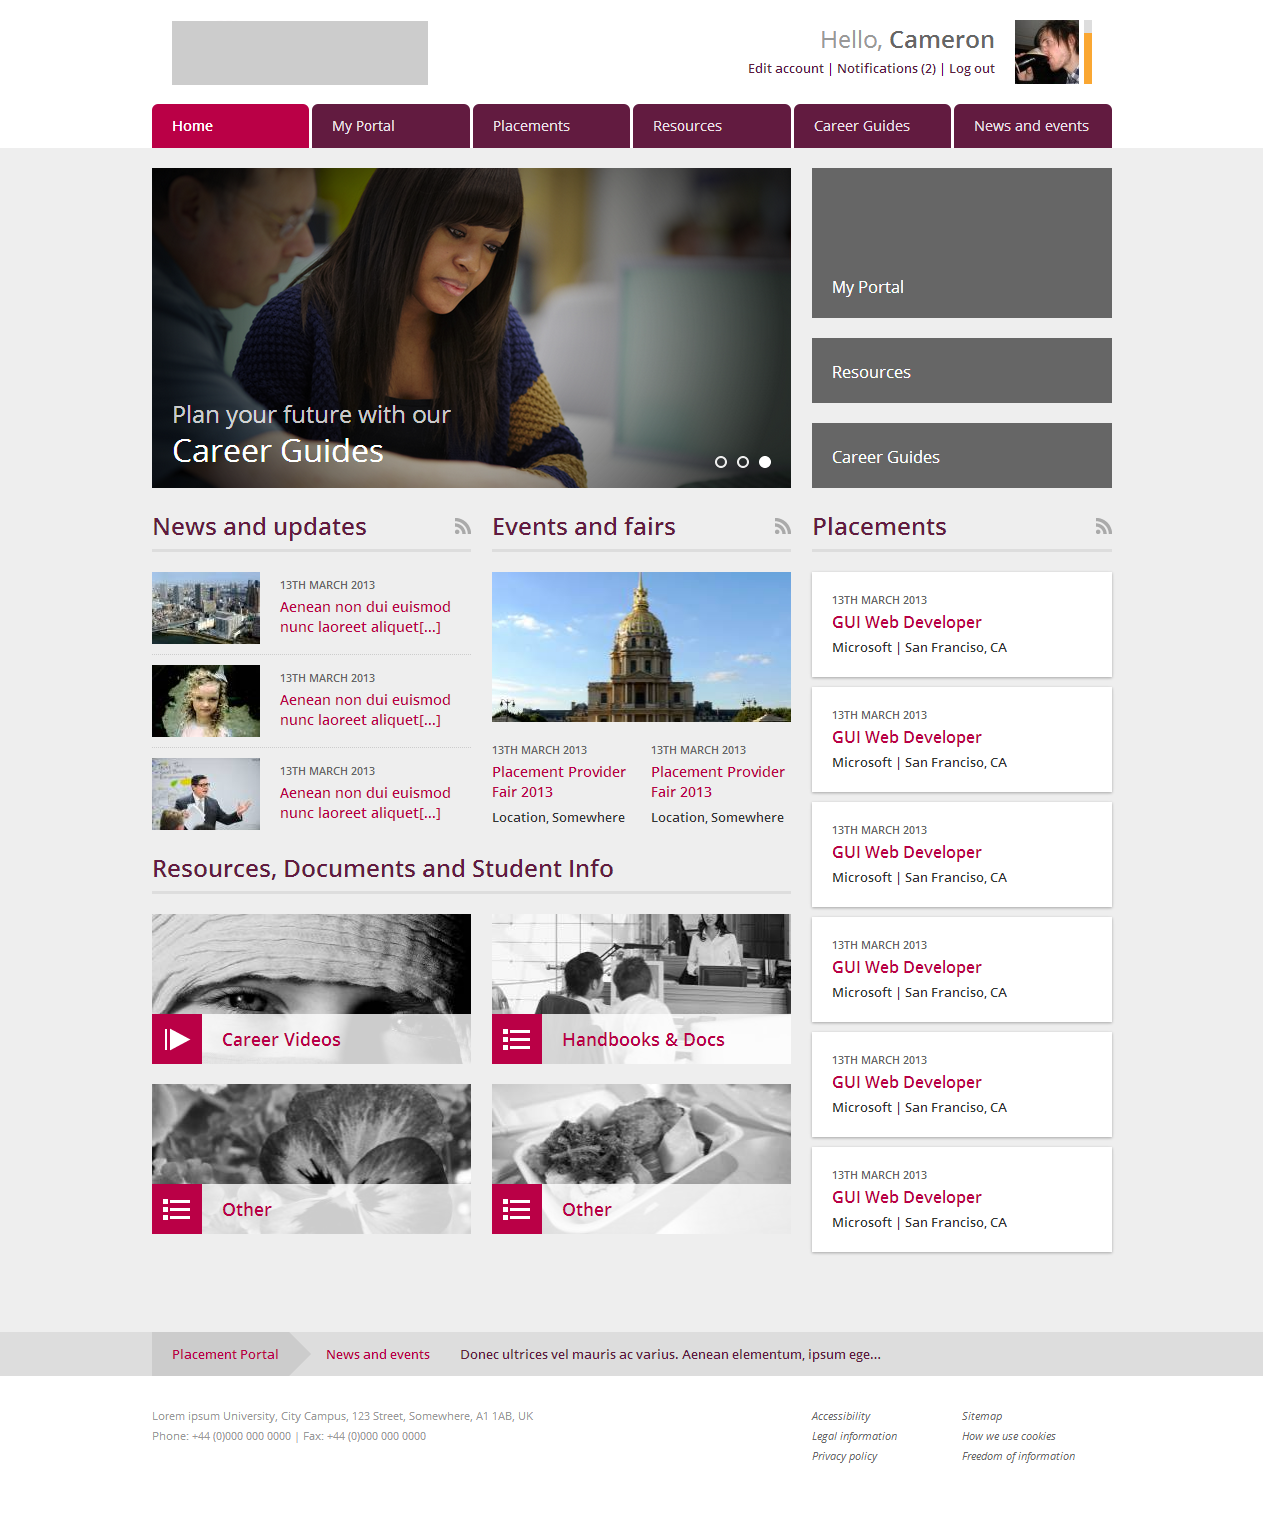 Hello, Cameron
Edit account | Notifications (2) | Log out
Home
My Portal
Placements
Resources
Career Guides
News and events
Plan your future with our
Career Guides
My Portal
Resources
Career Guides
News and updates
13TH MARCH 2013
Aenean non dui euismod
nunc laoreet aliquet[...]
13TH MARCH 2013
Aenean non dui euismod
nunc laoreet aliquet[...]
13TH MARCH 2013
Aenean non dui euismod
nunc laoreet aliquet[...]
Events and fairs
13TH MARCH 2013
Placement Provider
Fair 2013
Location, Somewhere
13TH MARCH 2013
Placement Provider
Fair 2013
Location, Somewhere
Placements
13TH MARCH 2013
GUI Web Developer
Microsoft | San Franciso, CA
13TH MARCH 2013
GUI Web Developer
Microsoft | San Franciso, CA
13TH MARCH 2013
GUI Web Developer
Microsoft | San Franciso, CA
13TH MARCH 2013
GUI Web Developer
Microsoft | San Franciso, CA
13TH MARCH 2013
GUI Web Developer
Microsoft | San Franciso, CA
13TH MARCH 2013
GUI Web Developer
Microsoft | San Franciso, CA
Resources, Documents and Student Info
Career Videos
Handbooks & Docs
Other
Other
Placement Portal
News and events
Donec ultrices vel mauris ac varius. Aenean elementum, ipsum ege...
Lorem ipsum University, City Campus, 123 Street, Somewhere, A1 1AB, UK
Phone: +44 (0)000 000 0000 | Fax: +44 (0)000 000 0000
Accessibility
Legal information
Privacy policy
Sitemap
How we use cookies
Freedom of information